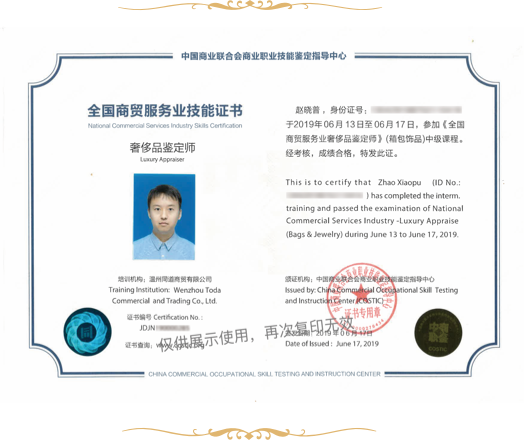 中国商业联合会商业职业技能鉴定指导中心
全国商贸服务业技能证书
National Commercial Services Industry Skills Certification
奢侈品鉴定师
Luxury Appraiser
培训机构：温州同道商贸有限公司
Training Institution: Wenzhou Toda
Commercial and Trading Co., Ltd.
证书编号 Certification No.:
JDJN
证书查询：
赵晓普，身份证号：
于2019年06月13日至06月17日，参加《全国
商贸服务业奢侈品鉴定师》(箱包饰品)中级课程。
经考核，成绩合格，特发此证。
This is to certify that Zhao Xiaopu (ID No.:
) has completed the interm.
training and passed the examination of National
Commercial Services Industry -Luxury Appraise
(Bags & Jewelry) during June 13 to June 17, 2019.
颁证机构：中国商业联合会商业职业技能鉴定指导中心
Issued by: China Commercial Occupational Skill Testing
and Instruction Center (COSTIC)
证书专用章
2019年06月17日
Date of Issued: June 17, 2019
仅供展示使用，再次复印无效
CHINA COMMERCIAL OCCUPATIONAL SKILL TESTING AND INSTRUCTION CENTER